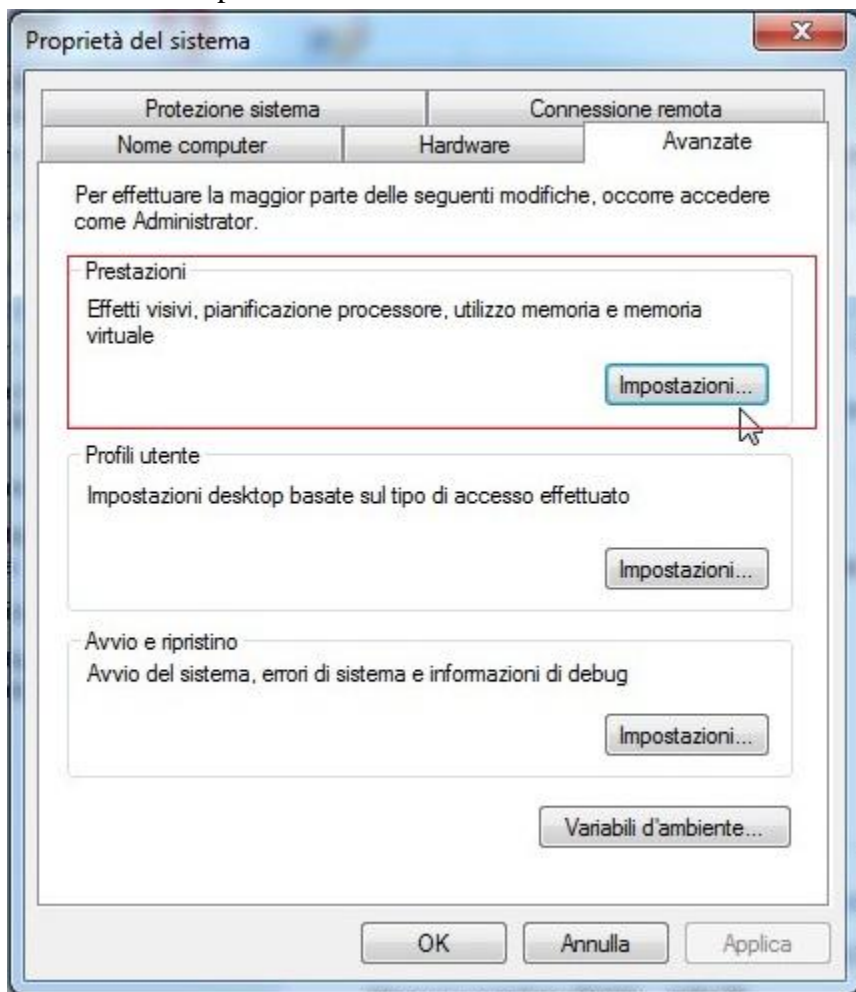 Proprietà del sistema
Protezione sistema
Connessione remota
Nome computer
Hardware
Avanzate
Per effettuare la maggior parte delle seguenti modifiche, occorre accedere
come Administrator.
Prestazioni
Effetti visivi, pianificazione processore, utilizzo memoria e memoria
virtuale
Impostazioni...
Profili utente
Impostazioni desktop basate sul tipo di accesso effettuato
Impostazioni...
Avvio e ripristino
Avvio del sistema, errori di sistema e informazioni di debug
Impostazioni...
Variabili d'ambiente...
OK
Annulla
Applica